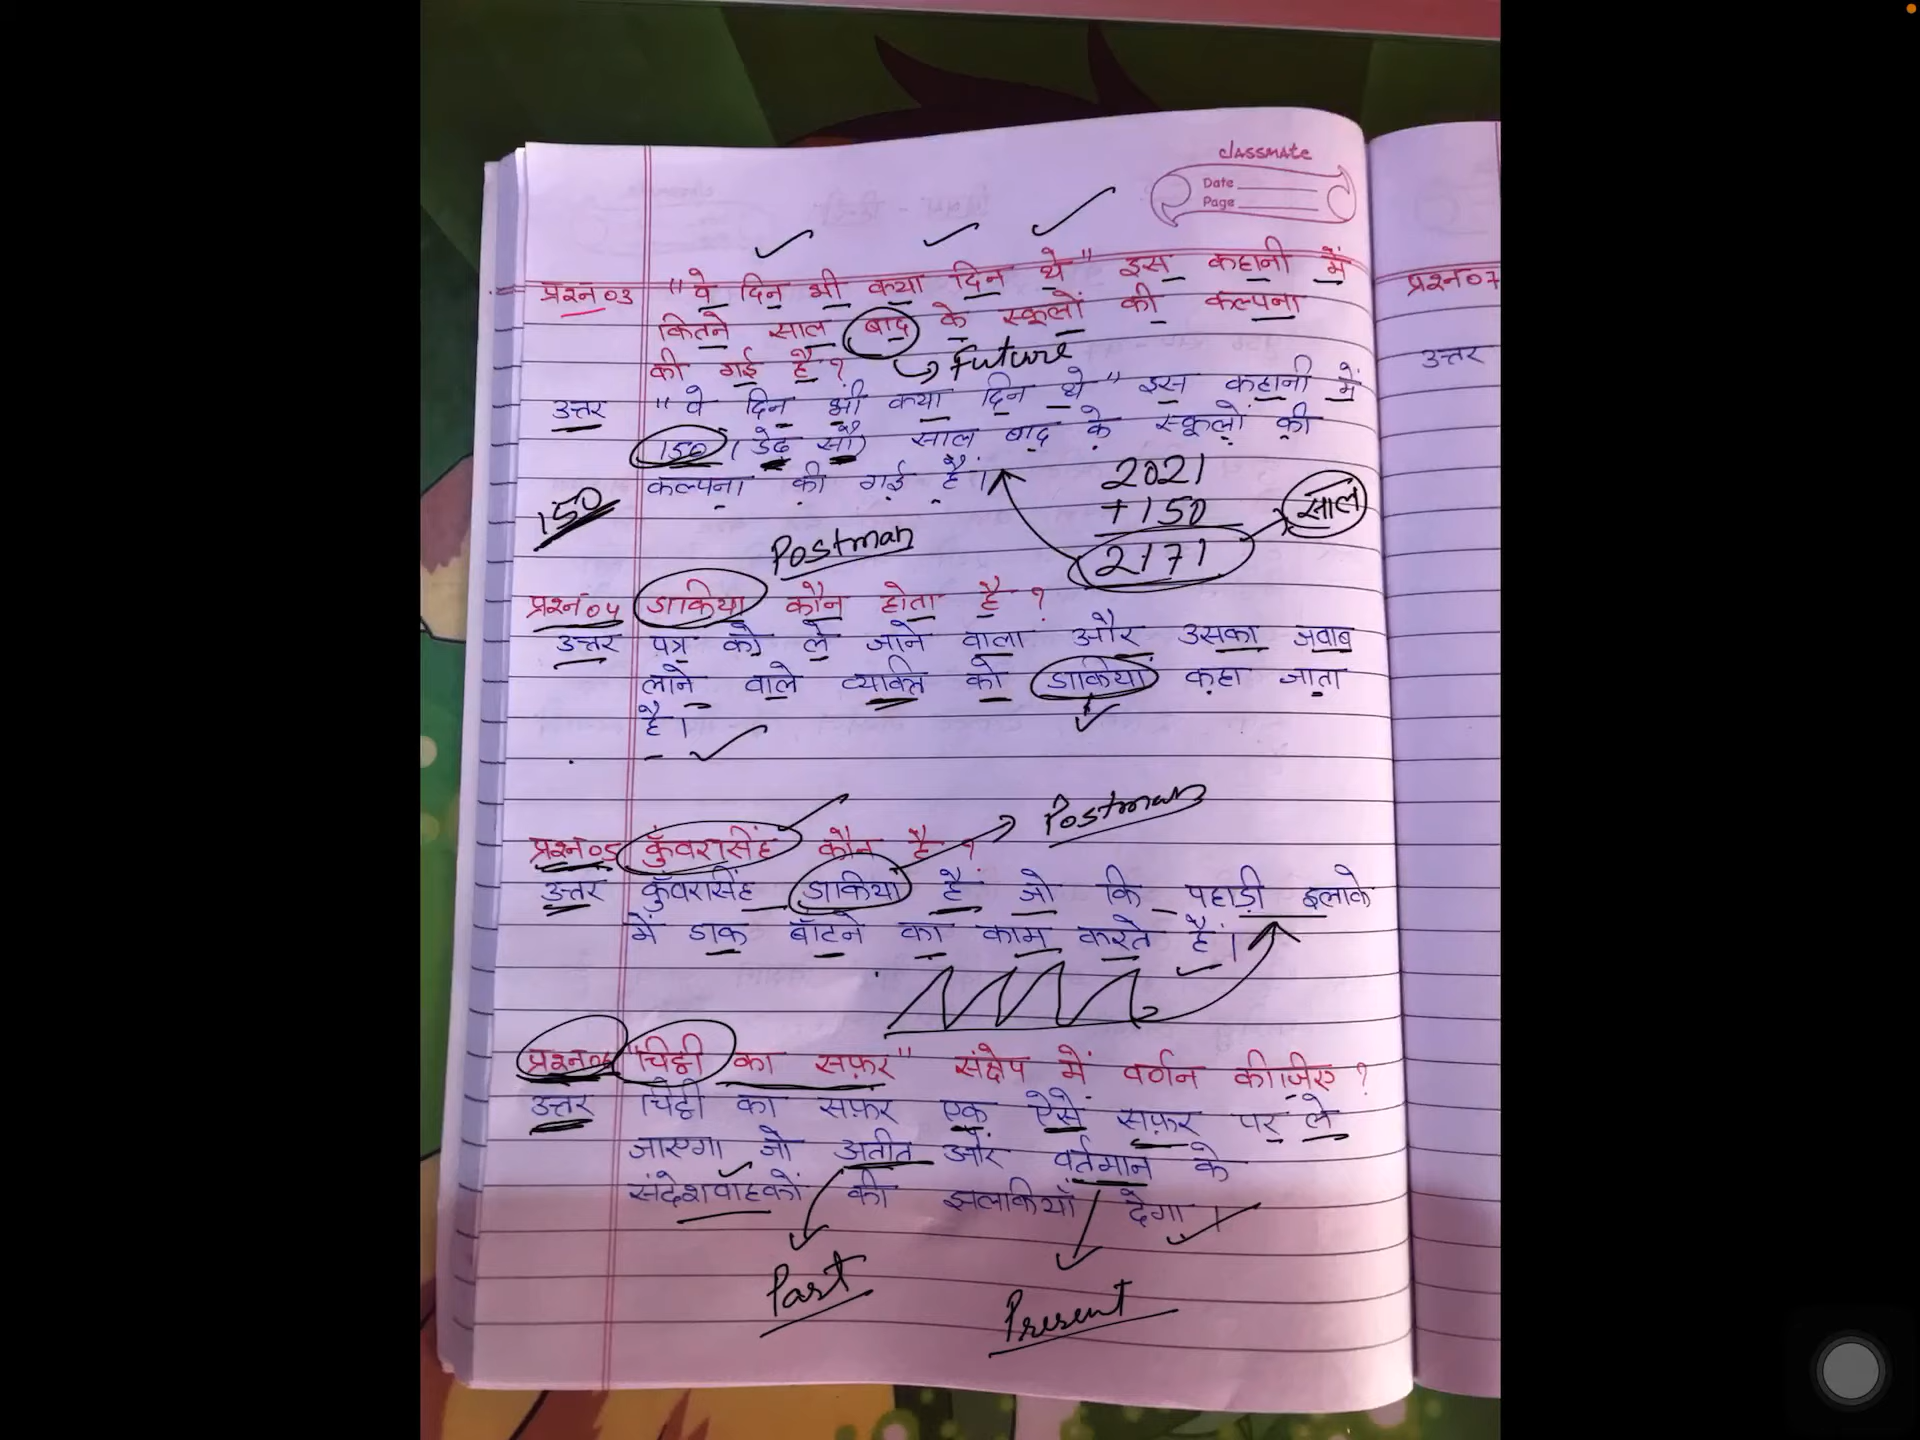 classmate
Date
Page
प्रश्न 03 "वे दिन भी क्या दिन थे" इस कहानी में
कितने साल बाद के स्कूलों की कल्पना
की गई है ?
Future
उत्तर "वे दिन भी क्या दिन थे" इस कहानी में
150 (डेढ़ सौ) साल बाद के स्कूलों की
कल्पना की गई है।
150
2021
+150
2171
साल
Postman
प्रश्न 04 डाकिया कौन होता है ?
उत्तर पत्र को ले जाने वाला और उसका जवाब
लाने वाले व्यक्ति को डाकिया कहा जाता
है।
Postman
प्रश्न 05 कुँवरसिंह कौन है ?
उत्तर कुँवरसिंह डाकिया है जो कि पहाड़ी इलाके
में डाक बाँटने का काम करते हैं।
प्रश्न 06 "चिट्ठी का सफ़र" संक्षेप में वर्णन कीजिए ?
उत्तर चिट्ठी का सफ़र एक ऐसे सफ़र पर ले
जाएगा जो अतीत और वर्तमान के
संदेशवाहकों की झलकियाँ देगा।
Past
Present
प्रश्न 07
उत्तर